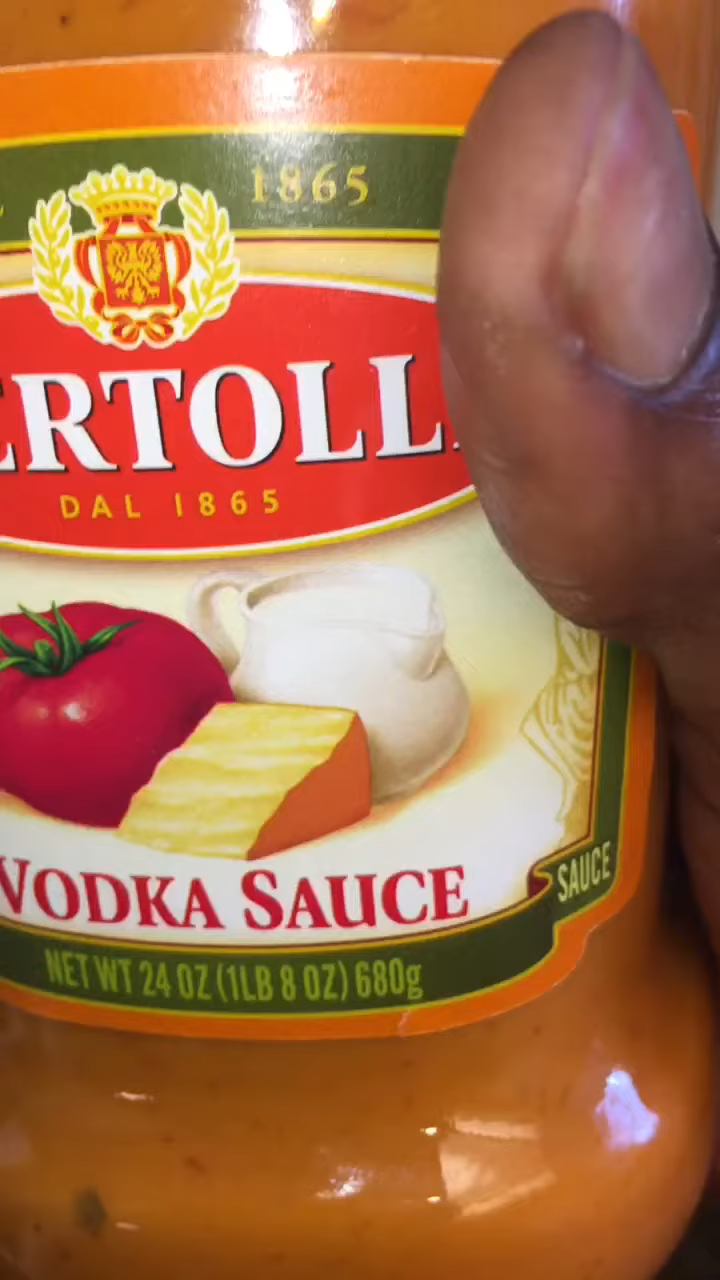 1865
ERTOLL
DAL 1865
VODKA SAUCE
SAUCE
NET WT 24 OZ (1LB 8 OZ) 680g